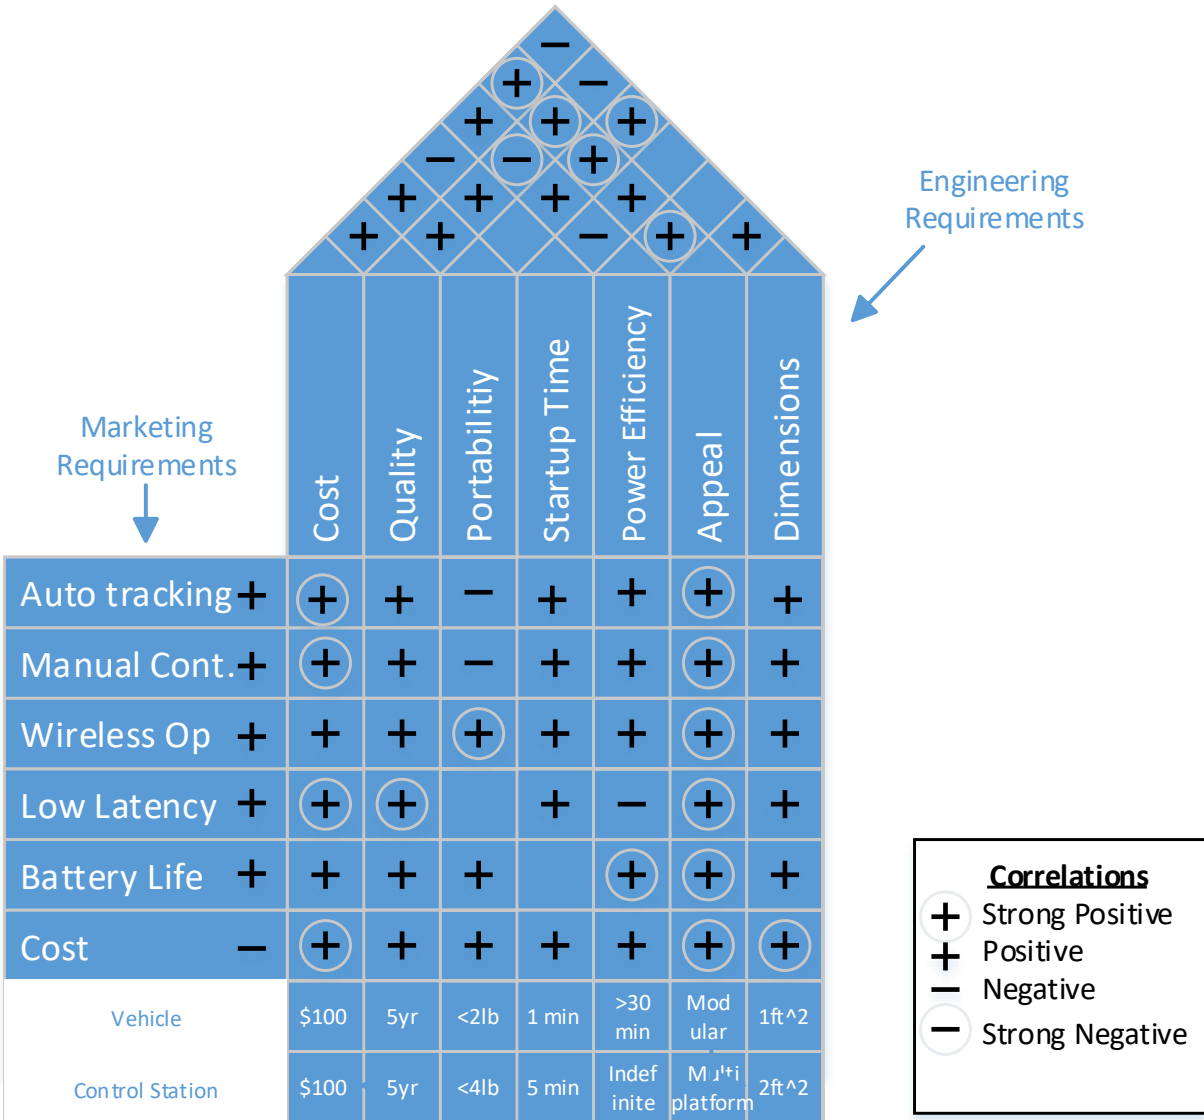 Engineering
Requirements
Marketing
Requirements
Cost
Quality
Portabilitiy
Startup Time
Power Efficiency
Appeal
Dimensions
Auto tracking + + + − + + + +
Manual Cont. + + + − + + + +
Wireless Op + + + + + + + +
Low Latency + + + + − + +
Battery Life + + + + + + +
Cost − + + + + + + +
Vehicle $100 5yr <2lb 1 min >30 min Mod ular 1ft^2
Control Station $100 5yr <4lb 5 min Indef inite Multi platform 2ft^2
Correlations
+ Strong Positive
+ Positive
− Negative
− Strong Negative